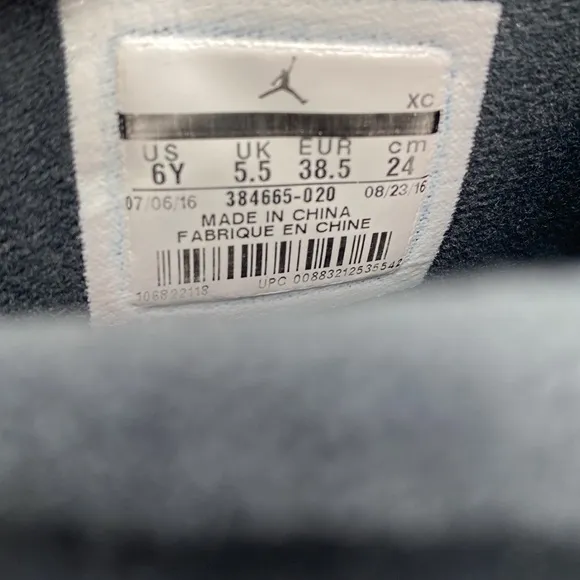 XC
US UK EUR cm
6Y 5.5 38.5 24
07/06/16 384665-020 08/23/16
MADE IN CHINA
FABRIQUE EN CHINE
106892118 UPC 00883212535542